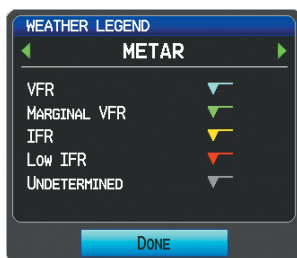 WEATHER LEGEND
METAR
VFR
MARGINAL VFR
IFR
LOW IFR
UNDETERMINED
DONE